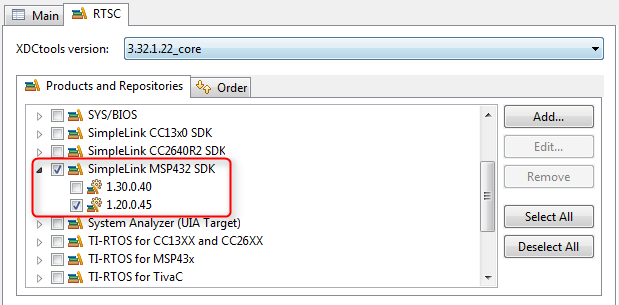 Main RTSC
XDCtools version: 3.32.1.22_core
Products and Repositories Order
SYS/BIOS
SimpleLink CC13x0 SDK
SimpleLink CC2640R2 SDK
SimpleLink MSP432 SDK
1.30.0.40
1.20.0.45
System Analyzer (UIA Target)
TI-RTOS for CC13XX and CC26XX
TI-RTOS for MSP43x
TI-RTOS for TivaC
Add...
Edit...
Remove
Select All
Deselect All